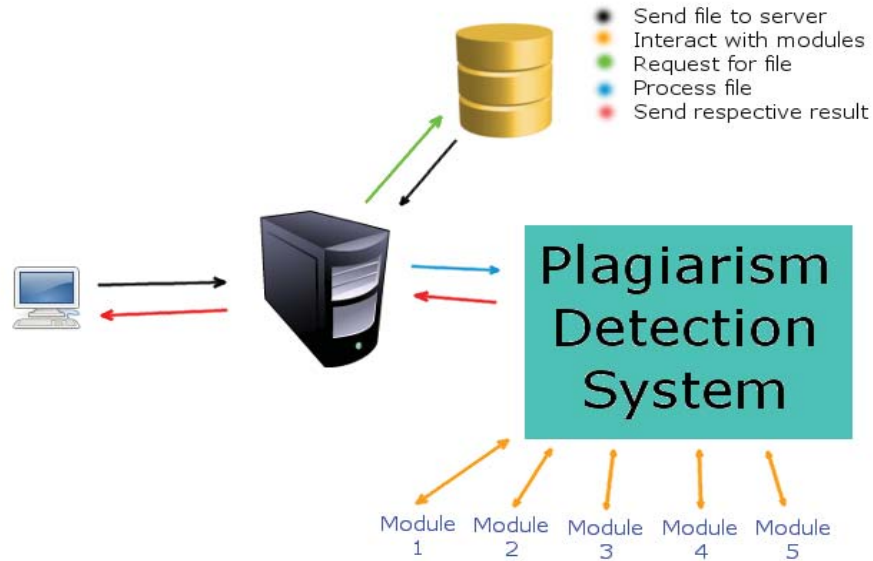 Send file to server
Interact with modules
Request for file
Process file
Send respective result
Plagiarism
Detection
System
Module
1
Module
2
Module
3
Module
4
Module
5